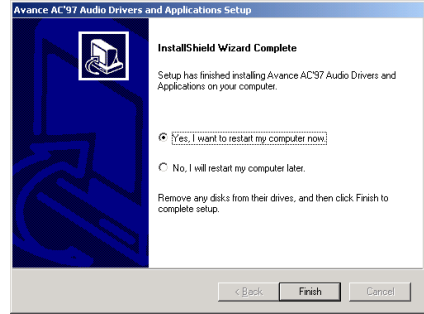 Avance AC'97 Audio Drivers and Applications Setup
InstallShield Wizard Complete
Setup has finished installing Avance AC'97 Audio Drivers and
Applications on your computer.
Yes, I want to restart my computer now.
No, I will restart my computer later.
Remove any disks from their drives, and then click Finish to
complete setup.
< Back
Finish
Cancel